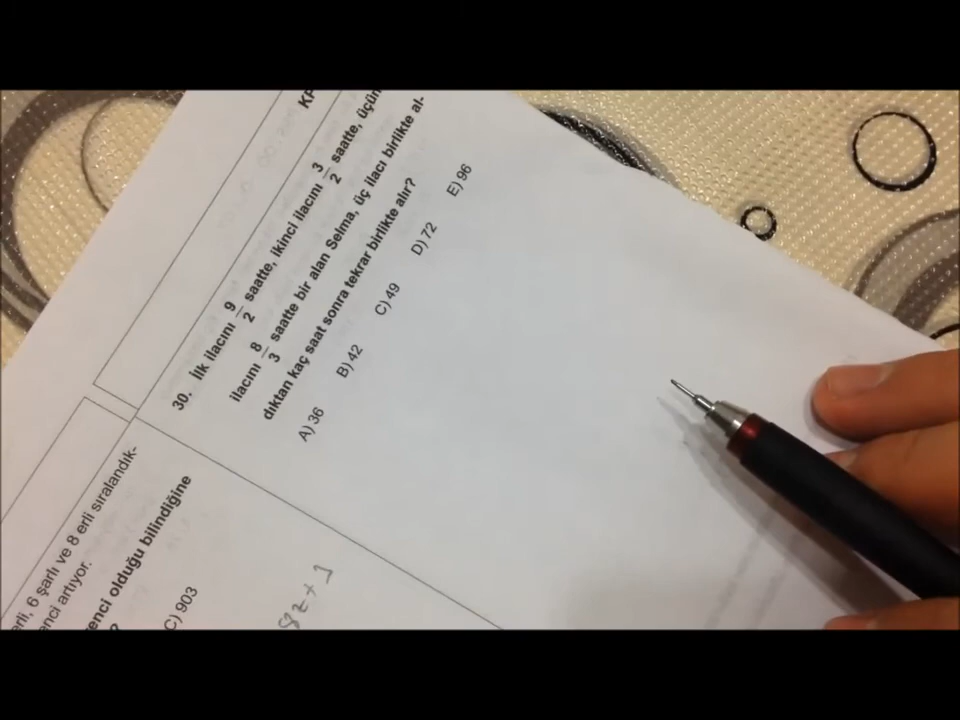 KP
30. İlk ilacını 9/2 saatte, ikinci ilacını 3/2 saatte, üçün
ilacını 8/3 saatte bir alan Selma, üç ilacı birlikte al-
dıktan kaç saat sonra tekrar birlikte alır?
A) 36 B) 42 C) 49 D) 72 E) 96
erli, 6 şarlı ve 8 erli sıralandık-
enci artıyor.
enci olduğu bilindiğine
?
C) 903
8z+1